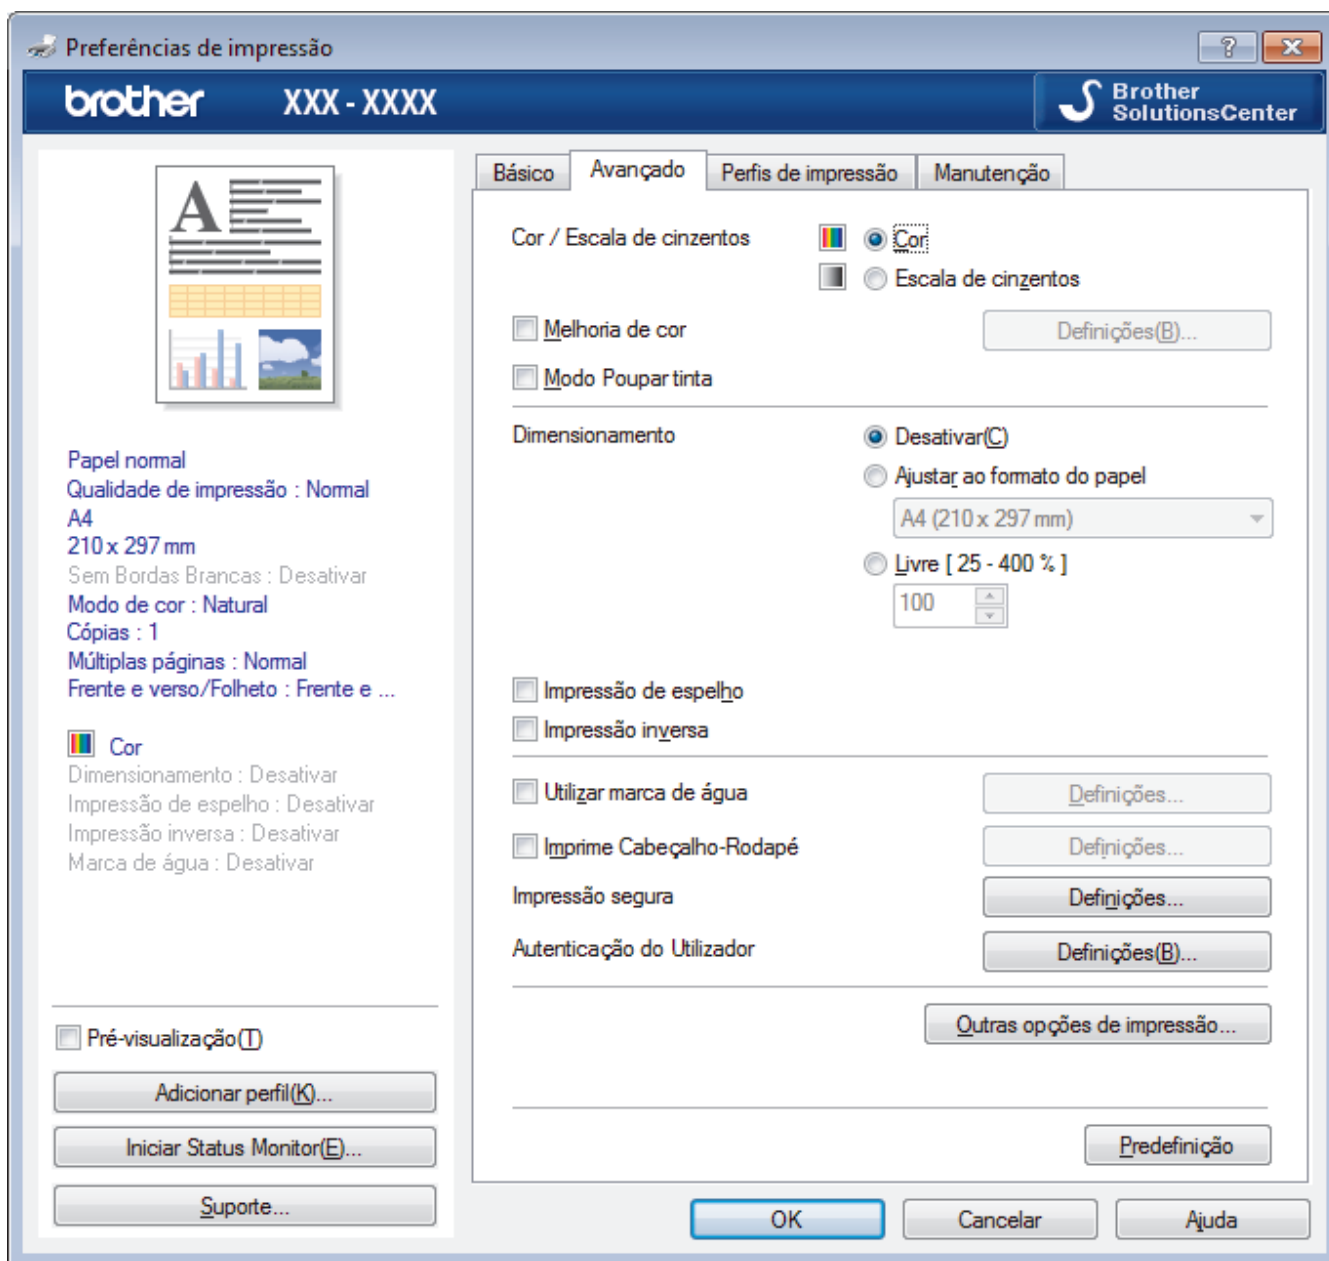 Preferências de impressão
brother XXX - XXXX
Brother
SolutionsCenter
A
Papel normal
Qualidade de impressão : Normal
A4
210 x 297 mm
Sem Bordas Brancas : Desativar
Modo de cor : Natural
Cópias : 1
Múltiplas páginas : Normal
Frente e verso/Folheto : Frente e ...
Cor
Dimensionamento : Desativar
Impressão de espelho : Desativar
Impressão inversa : Desativar
Marca de água : Desativar
Pré-visualização(T)
Adicionar perfil(K)...
Iniciar Status Monitor(E)...
Suporte...
Básico Avançado Perfis de impressão Manutenção
Cor / Escala de cinzentos Cor
Escala de cinzentos
Melhoria de cor Definições(B)...
Modo Poupar tinta
Dimensionamento Desativar(C)
Ajustar ao formato do papel
A4 (210 x 297 mm)
Livre [ 25 - 400 % ]
100
Impressão de espelho
Impressão inversa
Utilizar marca de água Definições...
Imprime Cabeçalho-Rodapé Definições...
Impressão segura Definições...
Autenticação do Utilizador Definições(B)...
Outras opções de impressão...
Predefinição
OK Cancelar Ajuda